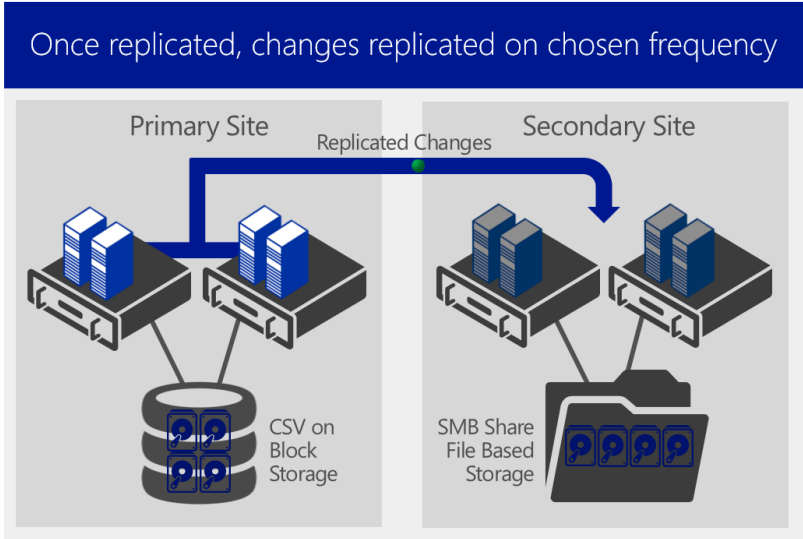 Once replicated, changes replicated on chosen frequency
Primary Site
Secondary Site
Replicated Changes
CSV on
Block
Storage
SMB Share
File Based
Storage